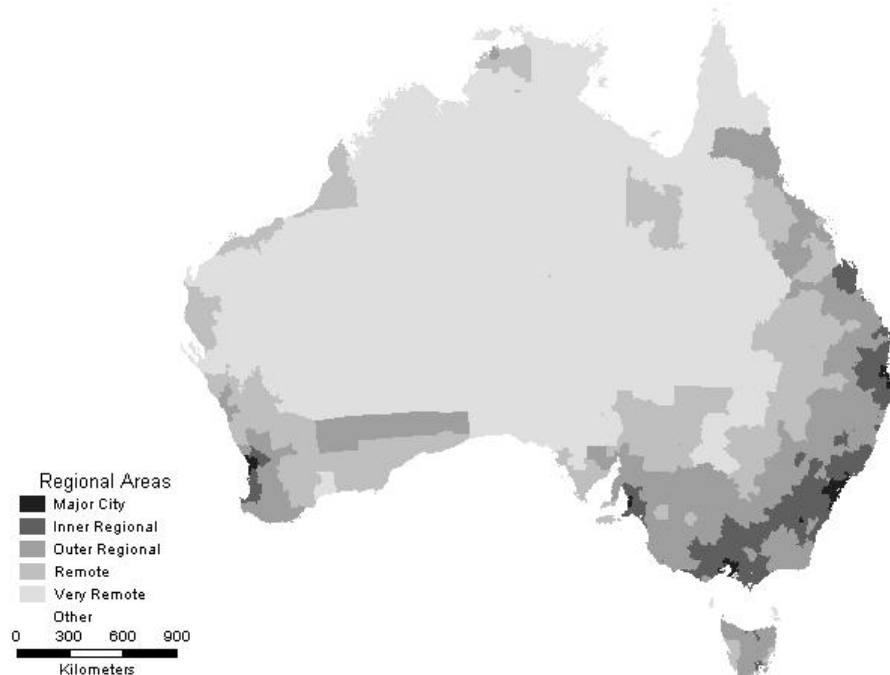 Regional Areas
Major City
Inner Regional
Outer Regional
Remote
Very Remote
Other
0 300 600 900
Kilometers